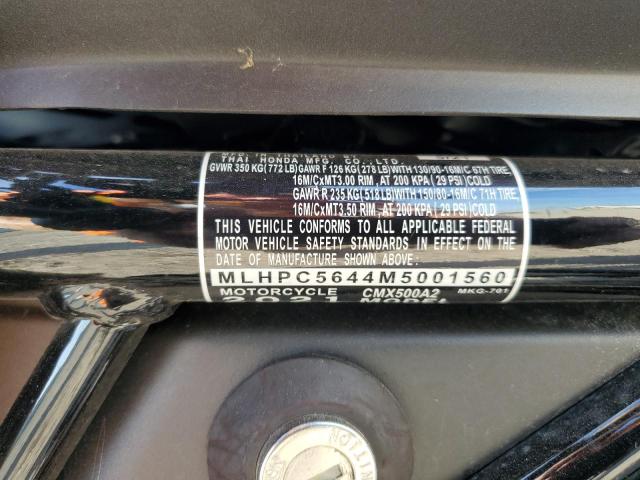 THAI HONDA MFG. CO., LTD.
GVWR 350 KG(772 LB)GAWR F 126 KG(278 LB)WITH 130/90-16M/C 67H TIRE,
16M/CxMT3.00 RIM , AT 200 KPA( 29 PSI)COLD
GAWR R 235 KG(518 LB)WITH 150/80-16M/C 71H TIRE,
16M/CxMT3.50 RIM , AT 200 KPA( 29 PSI)COLD
THIS VEHICLE CONFORMS TO ALL APPLICABLE FEDERAL
MOTOR VEHICLE SAFETY STANDARDS IN EFFECT ON THE
DATE OF MANUFACTURE SHOWN ABOVE:
MLHPC5644M5001560
MOTORCYCLE CMX500A2 MKG-701
2021 MODEL
IGNITION